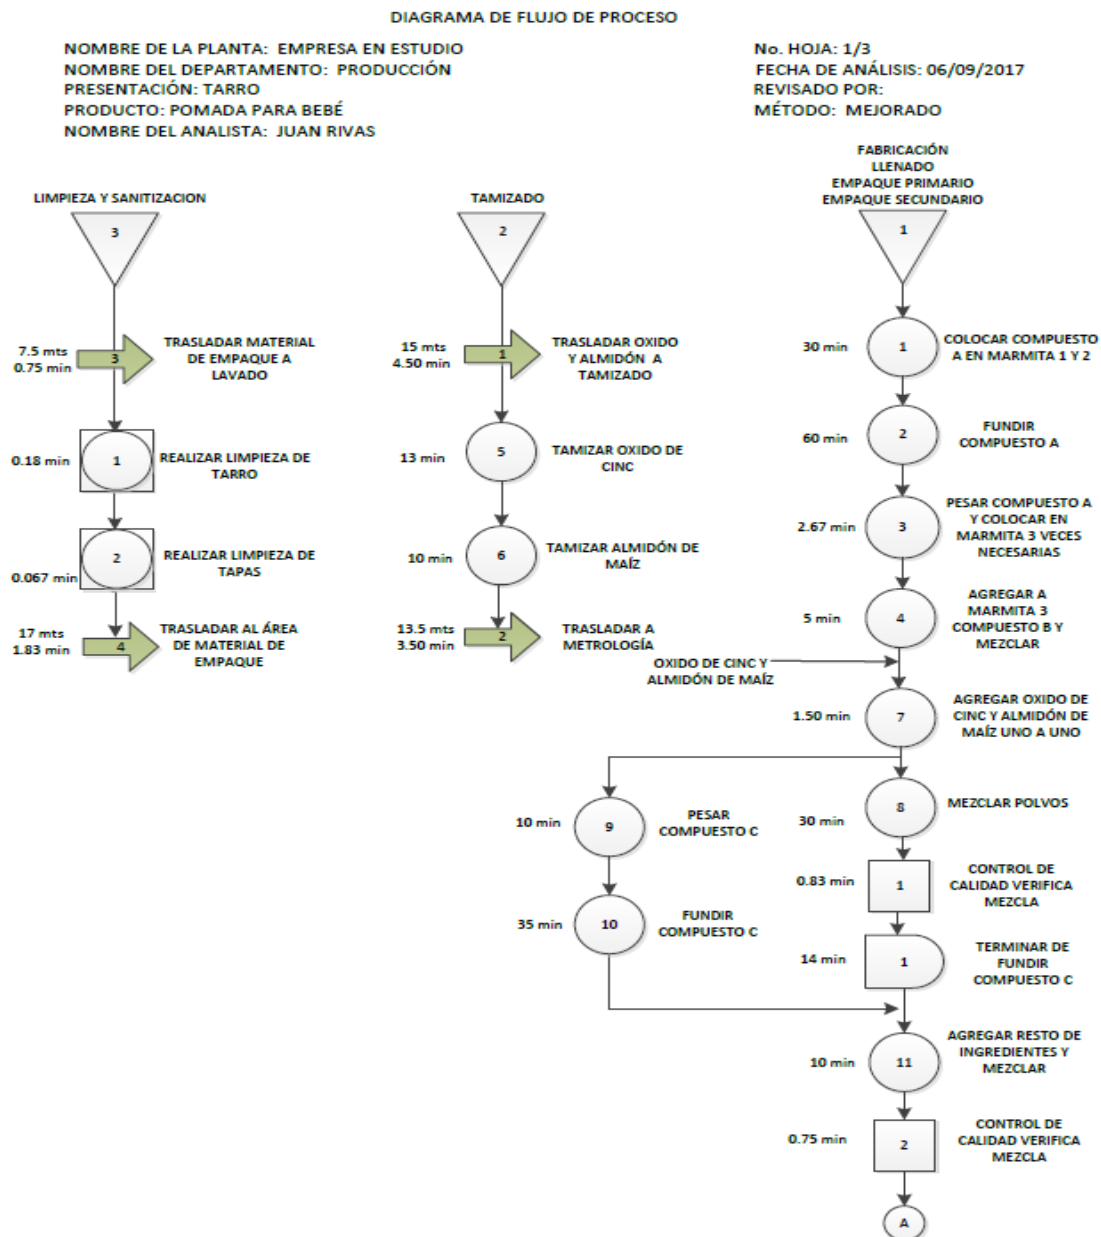 DIAGRAMA DE FLUJO DE PROCESO
NOMBRE DE LA PLANTA: EMPRESA EN ESTUDIO
NOMBRE DEL DEPARTAMENTO: PRODUCCIÓN
PRESENTACIÓN: TARRO
PRODUCTO: POMADA PARA BEBÉ
NOMBRE DEL ANALISTA: JUAN RIVAS
No. HOJA: 1/3
FECHA DE ANÁLISIS: 06/09/2017
REVISADO POR:
MÉTODO: MEJORADO
LIMPIEZA Y SANITIZACION
3
7.5 mts
0.75 min
3
TRASLADAR MATERIAL
DE EMPAQUE A
LAVADO
0.18 min
1
REALIZAR LIMPIEZA DE
TARRO
0.067 min
2
REALIZAR LIMPIEZA DE
TAPAS
17 mts
1.83 min
4
TRASLADAR AL ÁREA
DE MATERIAL DE
EMPAQUE
TAMIZADO
2
15 mts
4.50 min
1
TRASLADAR OXIDO
Y ALMIDÓN A
TAMIZADO
13 min
5
TAMIZAR OXIDO DE
CINC
10 min
6
TAMIZAR ALMIDÓN DE
MAÍZ
13.5 mts
3.50 min
2
TRASLADAR A
METROLOGÍA
FABRICACIÓN
LLENADO
EMPAQUE PRIMARIO
EMPAQUE SECUNDARIO
1
30 min
1
COLOCAR COMPUESTO
A EN MARMITA 1 Y 2
60 min
2
FUNDIR
COMPUESTO A
2.67 min
3
PESAR COMPUESTO A
Y COLOCAR EN
MARMITA 3 VECES
NECESARIAS
5 min
4
AGREGAR A
MARMITA 3
COMPUESTO B Y
MEZCLAR
OXIDO DE CINC Y
ALMIDÓN DE MAÍZ
1.50 min
7
AGREGAR OXIDO DE
CINC Y ALMIDÓN DE
MAÍZ UNO A UNO
10 min
9
PESAR
COMPUESTO C
30 min
8
MEZCLAR POLVOS
0.83 min
1
CONTROL DE
CALIDAD VERIFICA
MEZCLA
35 min
10
FUNDIR
COMPUESTO C
14 min
1
TERMINAR DE
FUNDIR
COMPUESTO C
10 min
11
AGREGAR RESTO DE
INGREDIENTES Y
MEZCLAR
0.75 min
2
CONTROL DE
CALIDAD VERIFICA
MEZCLA
A